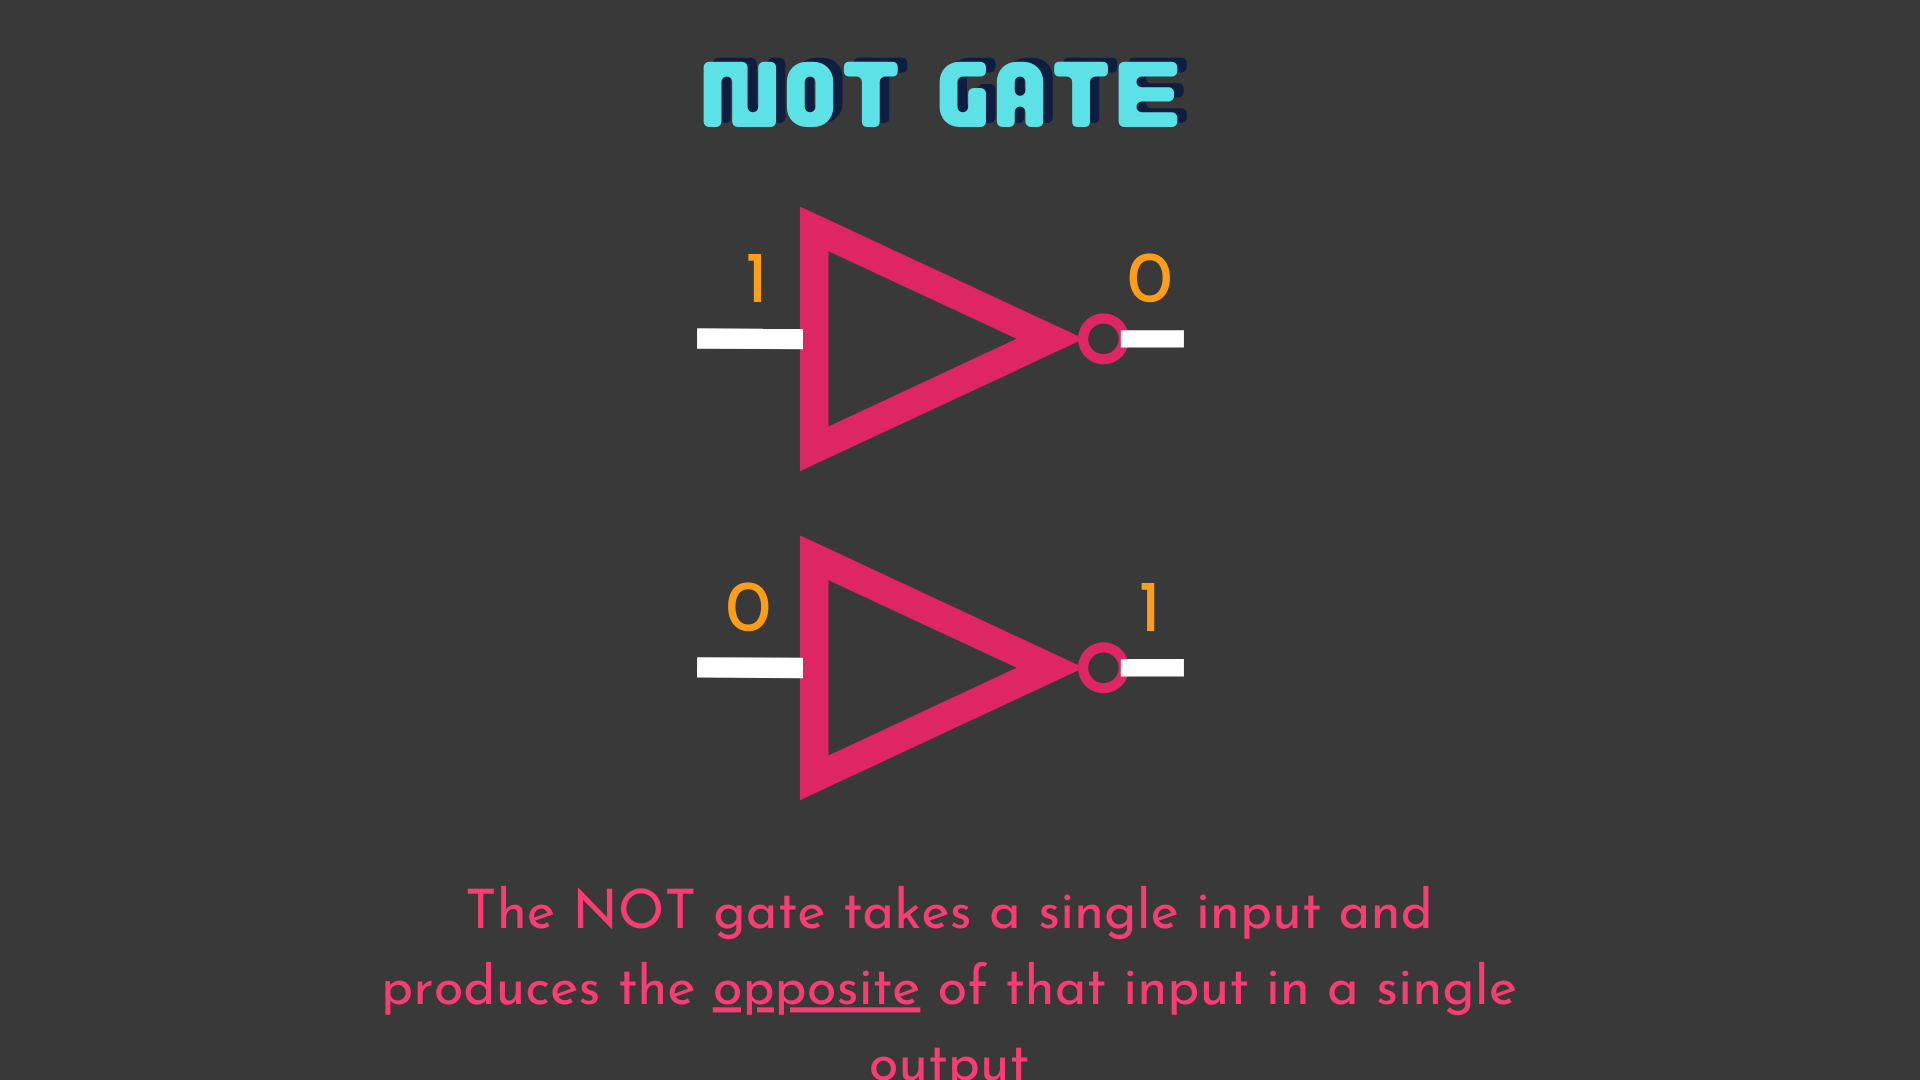 NOT GATE
1 0
0 1
The NOT gate takes a single input and
produces the opposite of that input in a single
output